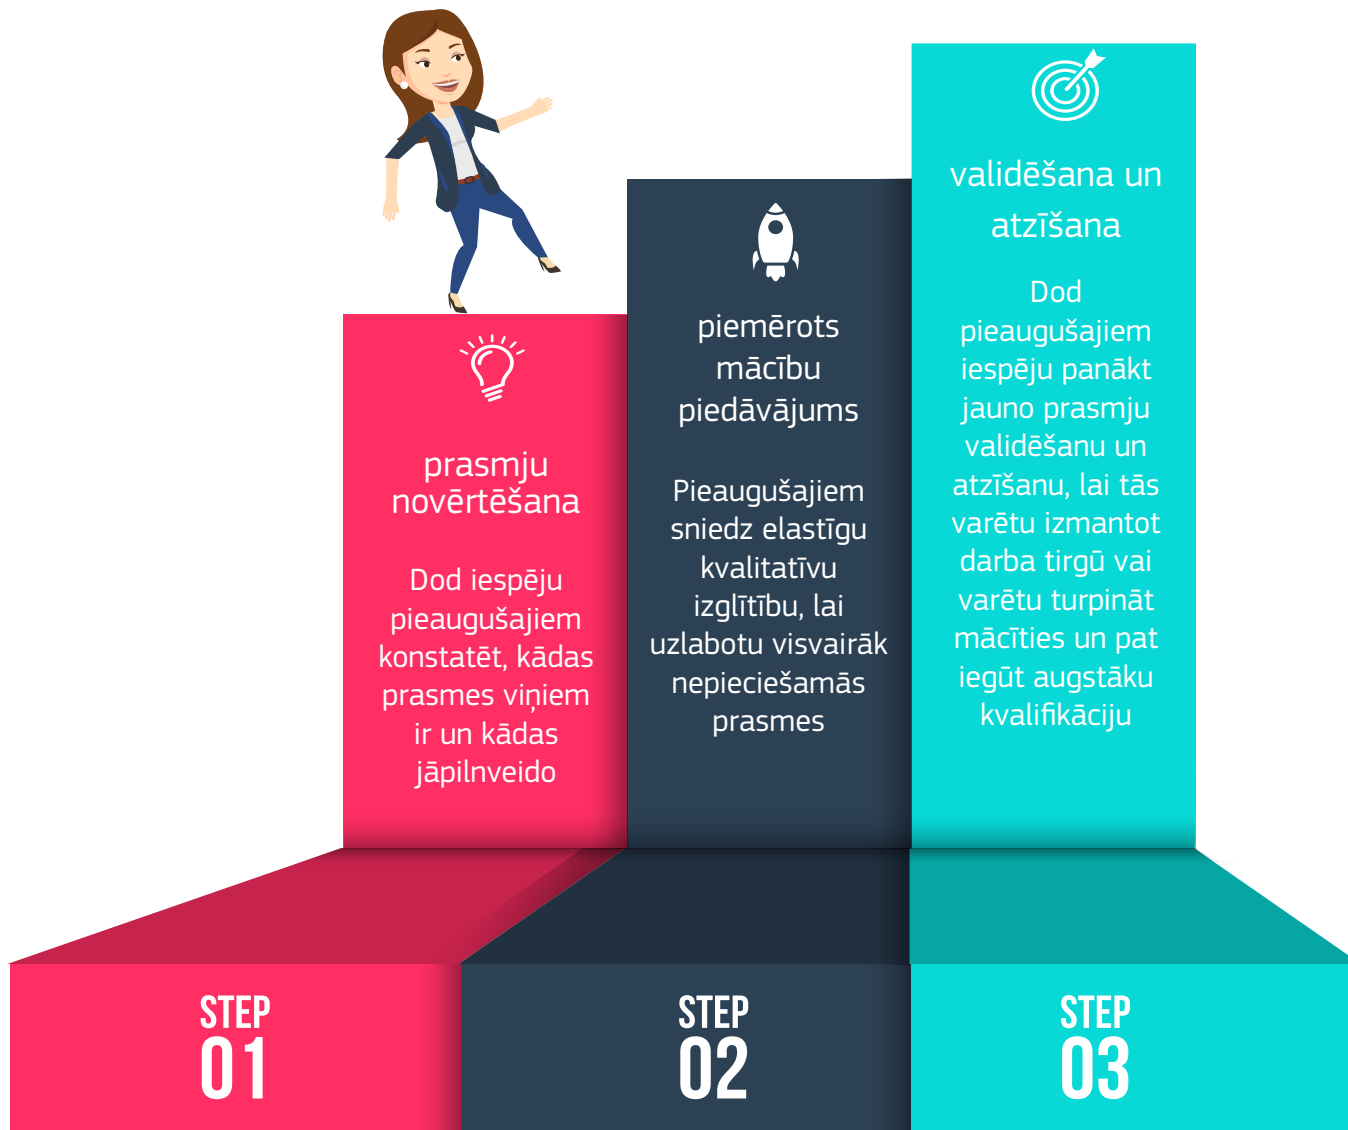 prasmju
novērtēšana
Dod iespēju
pieaugušajiem
konstatēt, kādas
prasmes viņiem
ir un kādas
jāpilnveido
piemērots
mācību
piedāvājums
Pieaugušajiem
sniedz elastīgu
kvalitatīvu
izglītību, lai
uzlabotu visvairāk
nepieciešamās
prasmes
validēšana un
atzīšana
Dod
pieaugušajiem
iespēju panākt
jauno prasmju
validēšanu un
atzīšanu, lai tās
varētu izmantot
darba tirgū vai
varētu turpināt
mācīties un pat
iegūt augstāku
kvalifikāciju
STEP
01
STEP
02
STEP
03